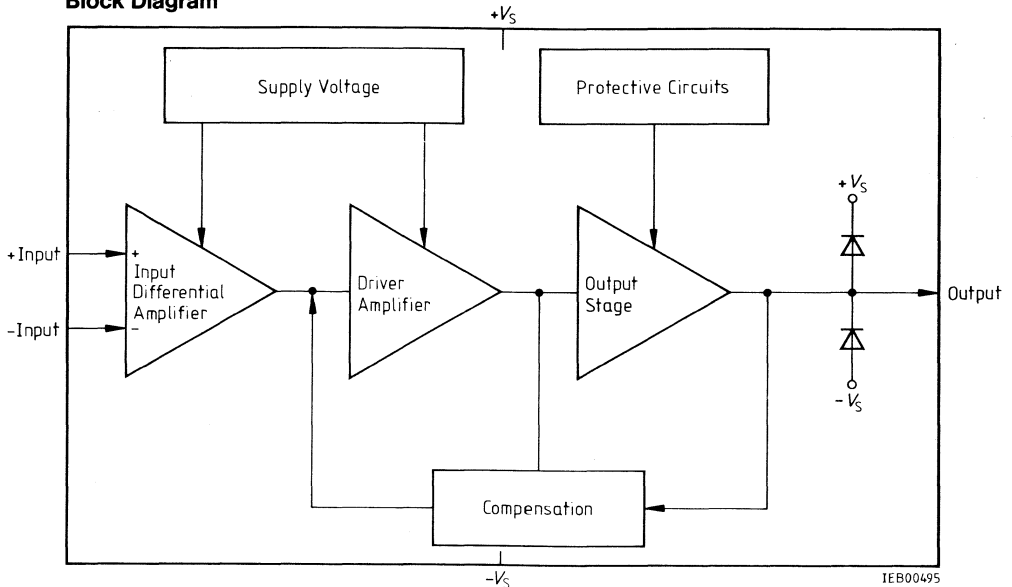 Block Diagram
+VS
Supply Voltage
Protective Circuits
+VS
+Input
+
Input
Differential
Amplifier
-
-Input
Driver
Amplifier
Output
Stage
Output
-VS
Compensation
-VS
IEB00495